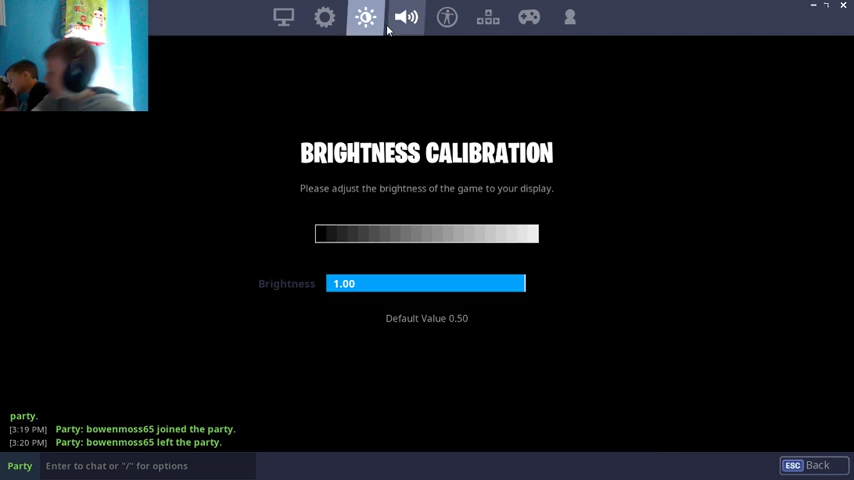 BRIGHTNESS CALIBRATION
Please adjust the brightness of the game to your display.
Brightness 1.00
Default Value 0.50
party.
[3:19 PM] Party: bowenmoss65 joined the party.
[3:20 PM] Party: bowenmoss65 left the party.
Party Enter to chat or "/" for options
ESC Back